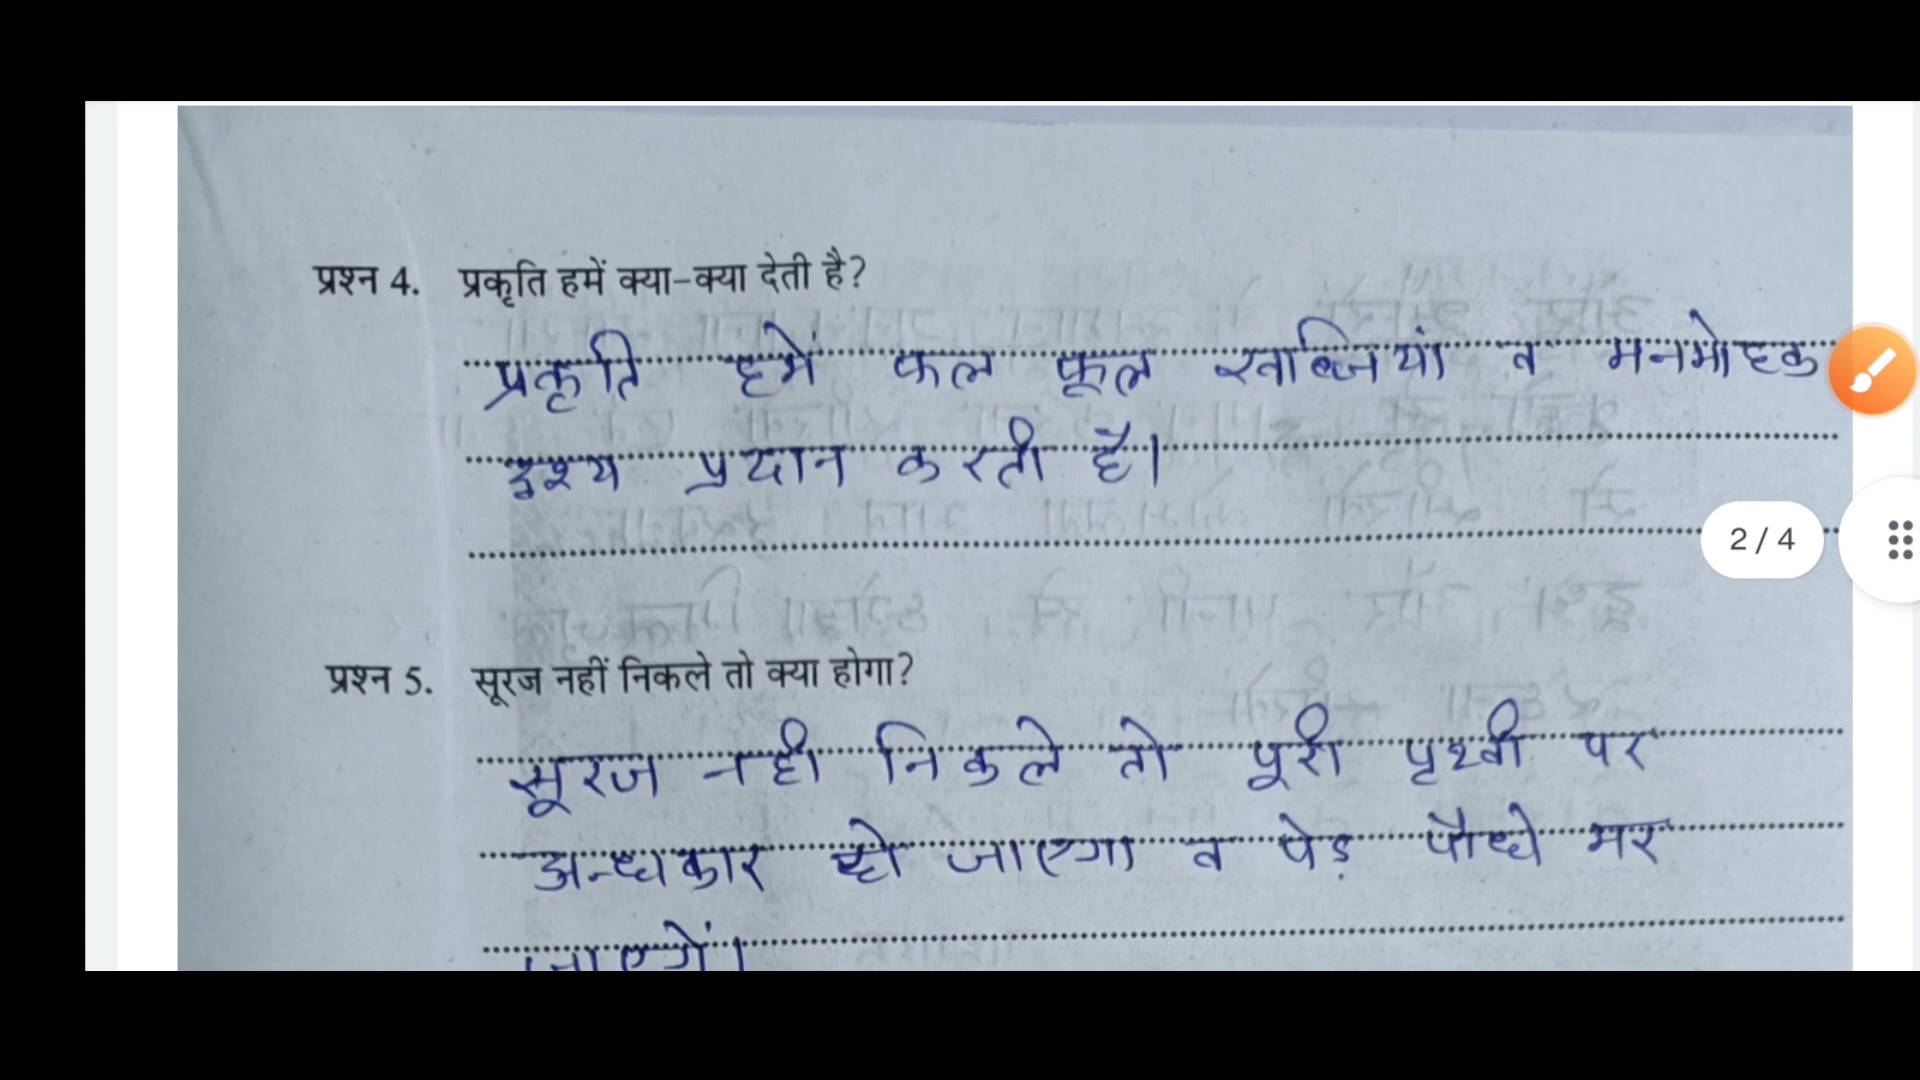 प्रश्न 4. प्रकृति हमें क्या-क्या देती है?
प्रकृति हमें फल फूल सब्जियां व मनमोहक
दृश्य प्रदान करती है।
2 / 4
प्रश्न 5. सूरज नहीं निकले तो क्या होगा?
सूरज नही निकले तो पूरी पृथ्वी पर
अन्धकार हो जाएगा व पेड़ पौधे मर
जाएगें।